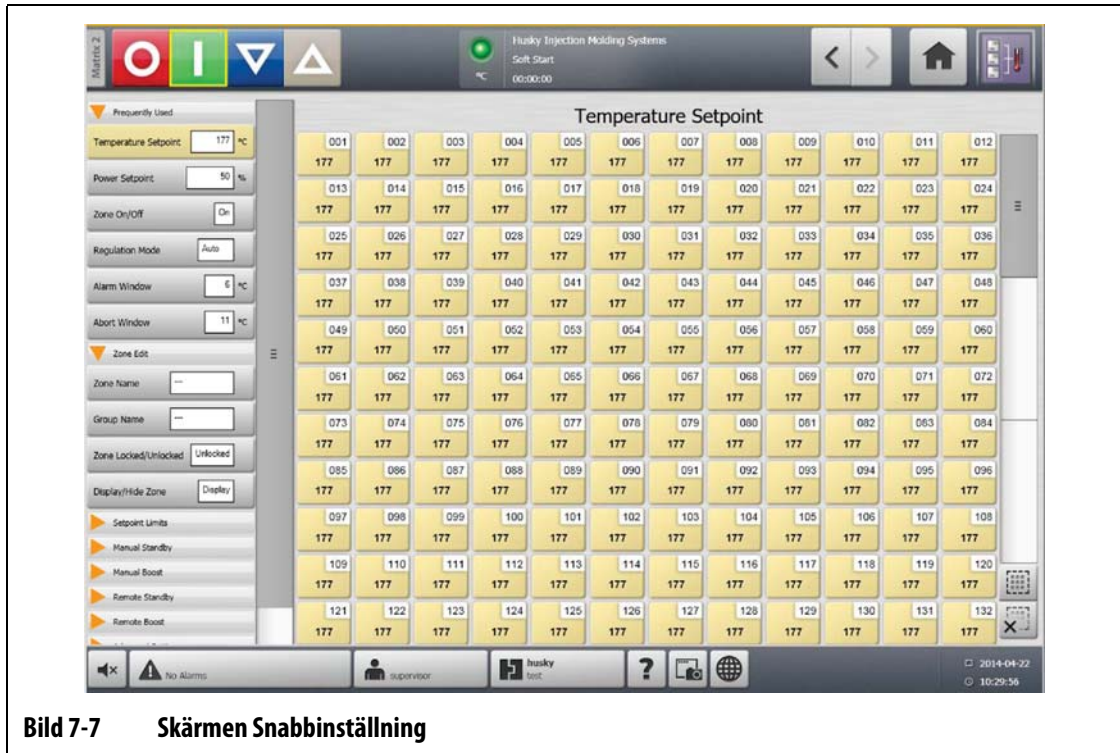 Matrix 2
Husky Injection Molding Systems
Soft Start
°C 00:00:00
Frequently Used
Temperature Setpoint 177 °C
Power Setpoint 50 %
Zone On/Off On
Regulation Mode Auto
Alarm Window 6 °C
Abort Window 11 °C
Zone Edit
Zone Name ---
Group Name ---
Zone Locked/Unlocked Unlocked
Display/Hide Zone Display
Setpoint Limits
Manual Standby
Manual Boost
Remote Standby
Remote Boost
Temperature Setpoint
001 002 003 004 005 006 007 008 009 010 011 012
177 177 177 177 177 177 177 177 177 177 177 177
013 014 015 016 017 018 019 020 021 022 023 024
177 177 177 177 177 177 177 177 177 177 177 177
025 026 027 028 029 030 031 032 033 034 035 036
177 177 177 177 177 177 177 177 177 177 177 177
037 038 039 040 041 042 043 044 045 046 047 048
177 177 177 177 177 177 177 177 177 177 177 177
049 050 051 052 053 054 055 056 057 058 059 060
177 177 177 177 177 177 177 177 177 177 177 177
061 062 063 064 065 066 067 068 069 070 071 072
177 177 177 177 177 177 177 177 177 177 177 177
073 074 075 076 077 078 079 080 081 082 083 084
177 177 177 177 177 177 177 177 177 177 177 177
085 086 087 088 089 090 091 092 093 094 095 096
177 177 177 177 177 177 177 177 177 177 177 177
097 098 099 100 101 102 103 104 105 106 107 108
177 177 177 177 177 177 177 177 177 177 177 177
109 110 111 112 113 114 115 116 117 118 119 120
177 177 177 177 177 177 177 177 177 177 177 177
121 122 123 124 125 126 127 128 129 130 131 132
177 177 177 177 177 177 177 177 177 177 177 177
No Alarms
supervisor
husky
test
?
2014-04-22
10:29:56
Bild 7-7 Skärmen Snabbinställning